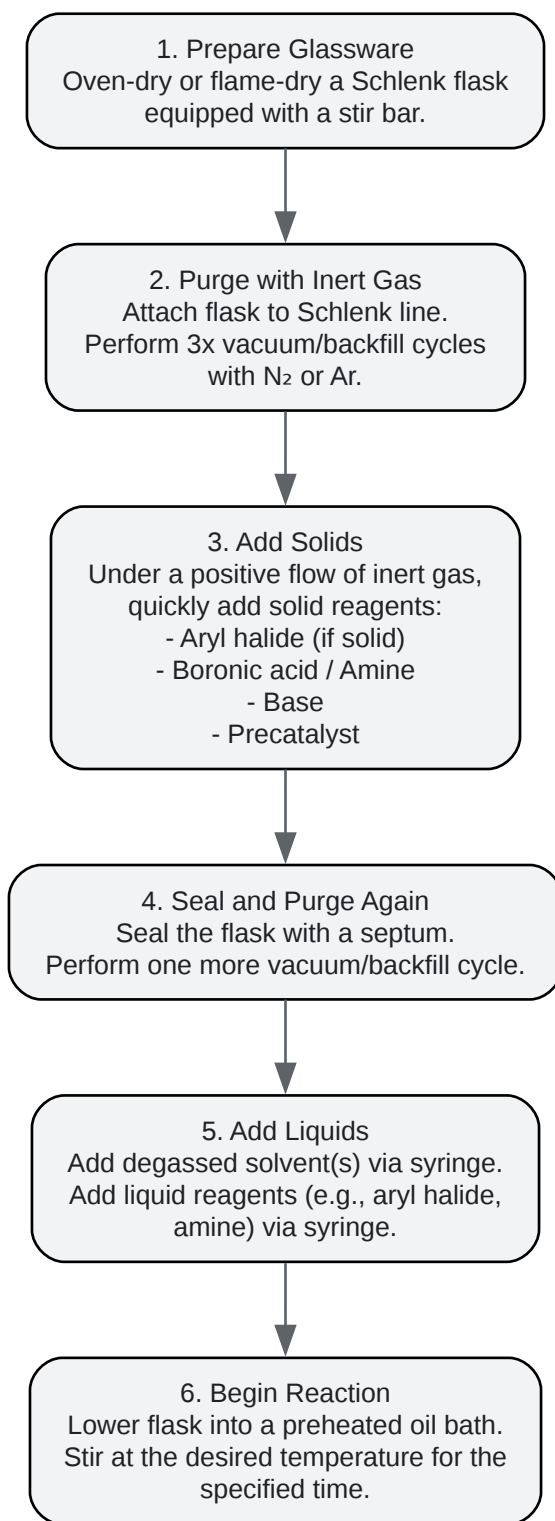 1. Prepare Glassware
Oven-dry or flame-dry a Schlenk flask
equipped with a stir bar.
2. Purge with Inert Gas
Attach flask to Schlenk line.
Perform 3x vacuum/backfill cycles
with N₂ or Ar.
3. Add Solids
Under a positive flow of inert gas,
quickly add solid reagents:
- Aryl halide (if solid)
- Boronic acid / Amine
- Base
- Precatalyst
4. Seal and Purge Again
Seal the flask with a septum.
Perform one more vacuum/backfill cycle.
5. Add Liquids
Add degassed solvent(s) via syringe.
Add liquid reagents (e.g., aryl halide,
amine) via syringe.
6. Begin Reaction
Lower flask into a preheated oil bath.
Stir at the desired temperature for the
specified time.